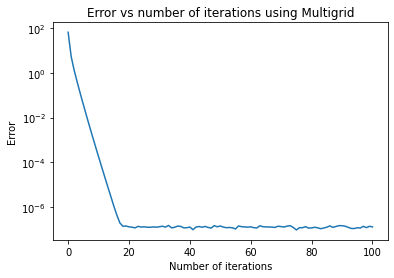 Error vs number of iterations using Multigrid
10²
10⁰
10⁻²
10⁻⁴
10⁻⁶
Error
0 20 40 60 80 100
Number of iterations